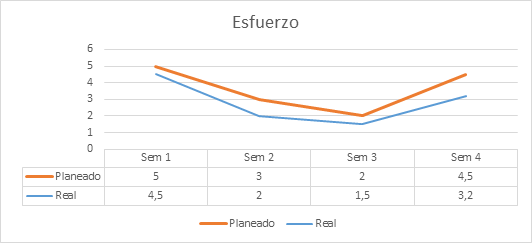 Esfuerzo
6
5
4
3
2
1
0
Sem 1 Sem 2 Sem 3 Sem 4
Planeado 5 3 2 4,5
Real 4,5 2 1,5 3,2
Planeado Real